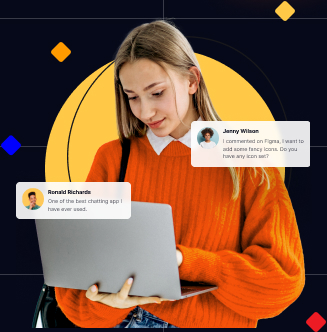 Jenny Wilson
I commented on Figma, I want to
add some fancy icons. Do you
have any icon set?
Ronald Richards
One of the best chatting app I
have ever used.